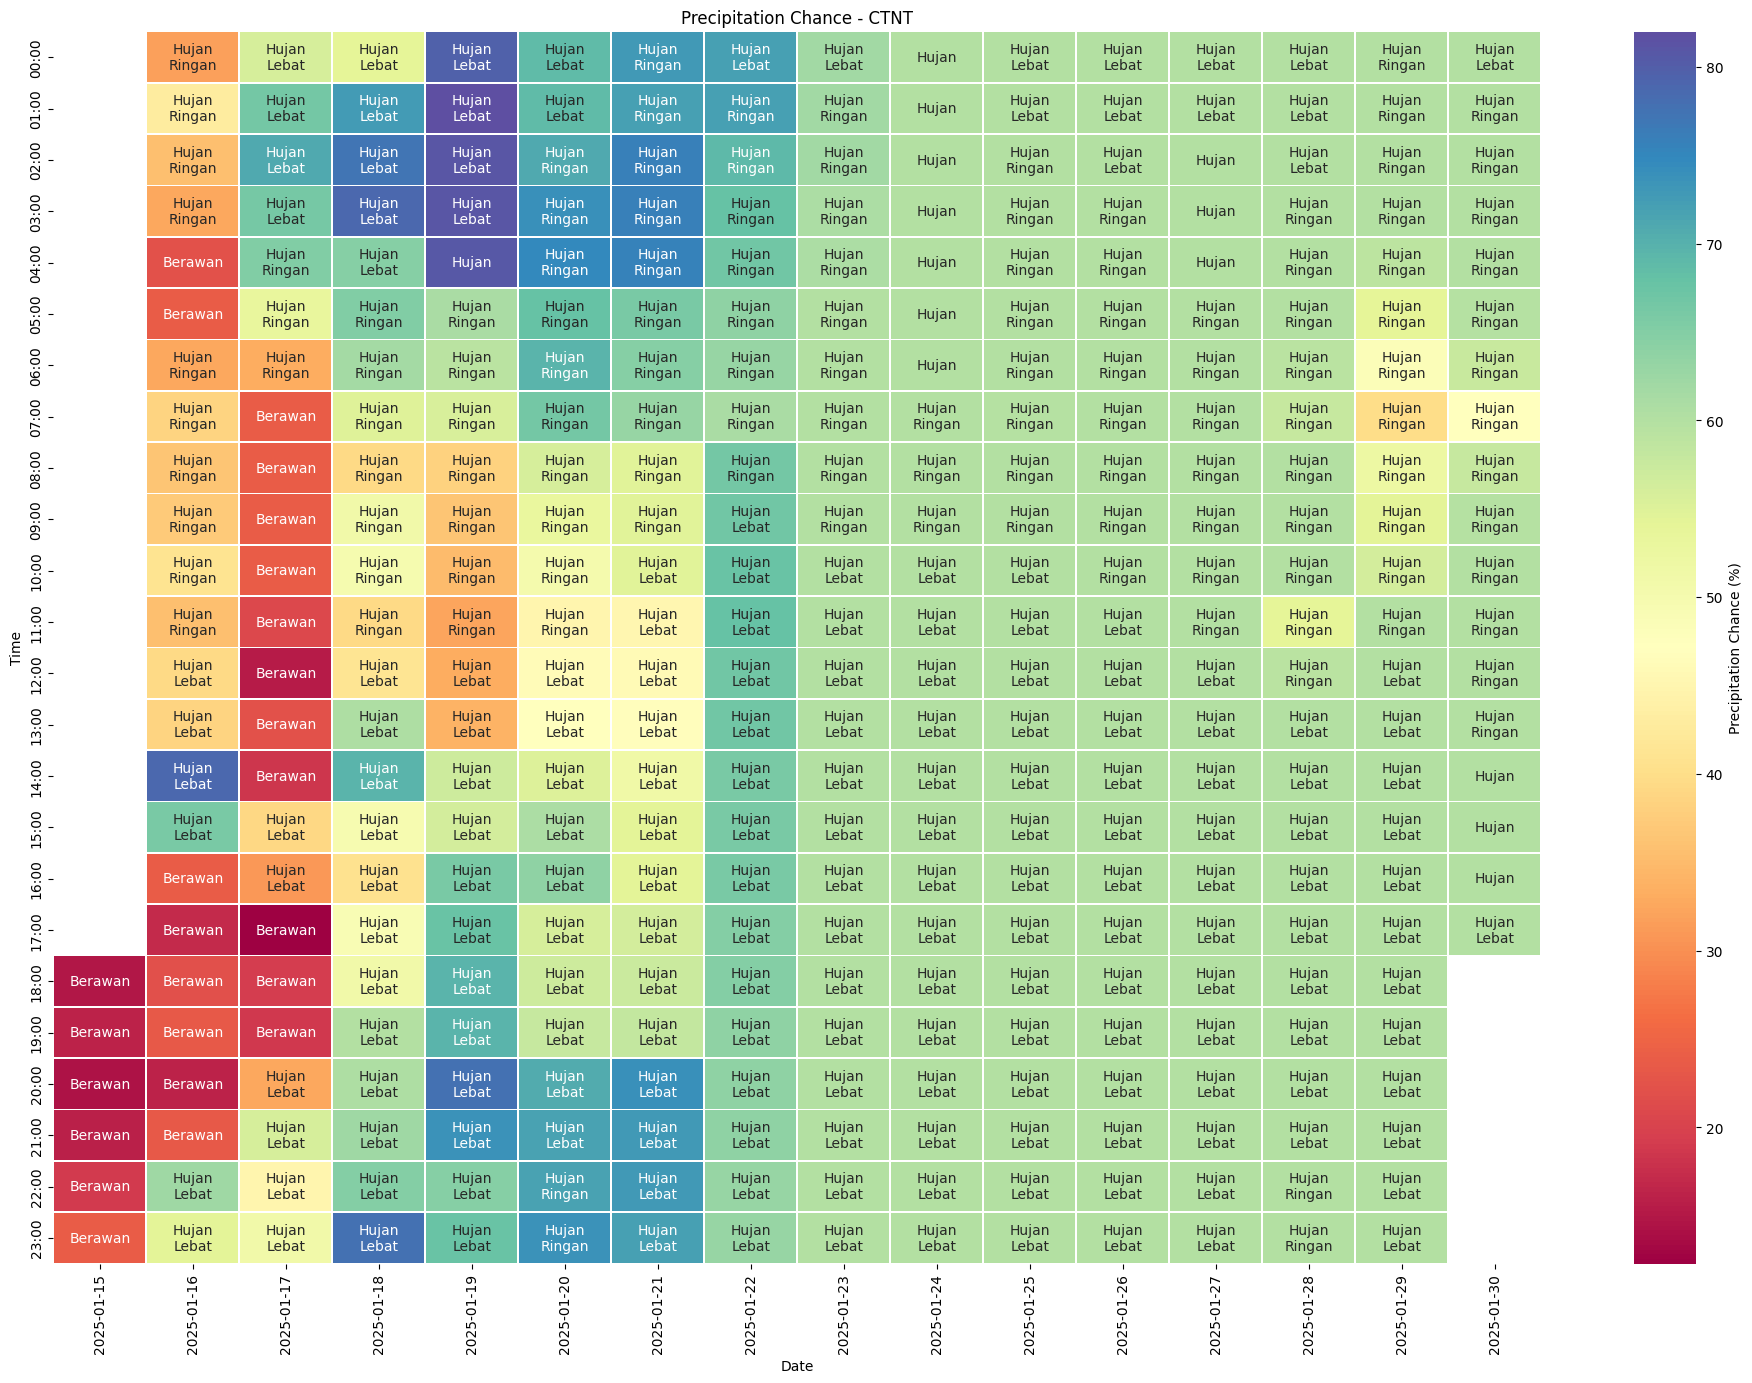 Precipitation Chance - CTNT
00:00 Hujan Ringan Hujan Lebat Hujan Lebat Hujan Lebat Hujan Lebat Hujan Ringan Hujan Lebat Hujan Lebat Hujan Hujan Lebat Hujan Lebat Hujan Lebat Hujan Lebat Hujan Ringan Hujan Lebat
01:00 Hujan Ringan Hujan Lebat Hujan Lebat Hujan Lebat Hujan Lebat Hujan Ringan Hujan Ringan Hujan Ringan Hujan Hujan Lebat Hujan Lebat Hujan Lebat Hujan Lebat Hujan Ringan Hujan Ringan
02:00 Hujan Ringan Hujan Lebat Hujan Lebat Hujan Lebat Hujan Ringan Hujan Ringan Hujan Ringan Hujan Ringan Hujan Hujan Ringan Hujan Lebat Hujan Hujan Lebat Hujan Ringan Hujan Ringan
03:00 Hujan Ringan Hujan Lebat Hujan Lebat Hujan Lebat Hujan Ringan Hujan Ringan Hujan Ringan Hujan Ringan Hujan Hujan Ringan Hujan Ringan Hujan Hujan Ringan Hujan Ringan Hujan Ringan
04:00 Berawan Hujan Ringan Hujan Lebat Hujan Hujan Ringan Hujan Ringan Hujan Ringan Hujan Ringan Hujan Hujan Ringan Hujan Ringan Hujan Hujan Ringan Hujan Ringan Hujan Ringan
05:00 Berawan Hujan Ringan Hujan Ringan Hujan Ringan Hujan Ringan Hujan Ringan Hujan Ringan Hujan Ringan Hujan Hujan Ringan Hujan Ringan Hujan Ringan Hujan Ringan Hujan Ringan Hujan Ringan
06:00 Hujan Ringan Hujan Ringan Hujan Ringan Hujan Ringan Hujan Ringan Hujan Ringan Hujan Ringan Hujan Ringan Hujan Hujan Ringan Hujan Ringan Hujan Ringan Hujan Ringan Hujan Ringan Hujan Ringan
07:00 Hujan Ringan Berawan Hujan Ringan Hujan Ringan Hujan Ringan Hujan Ringan Hujan Ringan Hujan Ringan Hujan Ringan Hujan Ringan Hujan Ringan Hujan Ringan Hujan Ringan Hujan Ringan Hujan Ringan
08:00 Hujan Ringan Berawan Hujan Ringan Hujan Ringan Hujan Ringan Hujan Ringan Hujan Ringan Hujan Ringan Hujan Ringan Hujan Ringan Hujan Ringan Hujan Ringan Hujan Ringan Hujan Ringan Hujan Ringan
09:00 Hujan Ringan Berawan Hujan Ringan Hujan Ringan Hujan Ringan Hujan Ringan Hujan Lebat Hujan Ringan Hujan Ringan Hujan Ringan Hujan Ringan Hujan Ringan Hujan Ringan Hujan Ringan Hujan Ringan
10:00 Hujan Ringan Berawan Hujan Ringan Hujan Ringan Hujan Ringan Hujan Lebat Hujan Lebat Hujan Lebat Hujan Lebat Hujan Lebat Hujan Ringan Hujan Ringan Hujan Ringan Hujan Ringan Hujan Ringan
11:00 Hujan Ringan Berawan Hujan Ringan Hujan Ringan Hujan Ringan Hujan Lebat Hujan Lebat Hujan Lebat Hujan Lebat Hujan Lebat Hujan Lebat Hujan Ringan Hujan Ringan Hujan Ringan Hujan Ringan
12:00 Hujan Lebat Berawan Hujan Lebat Hujan Lebat Hujan Lebat Hujan Lebat Hujan Lebat Hujan Lebat Hujan Lebat Hujan Lebat Hujan Lebat Hujan Lebat Hujan Ringan Hujan Lebat Hujan Ringan
13:00 Hujan Lebat Berawan Hujan Lebat Hujan Lebat Hujan Lebat Hujan Lebat Hujan Lebat Hujan Lebat Hujan Lebat Hujan Lebat Hujan Lebat Hujan Lebat Hujan Lebat Hujan Lebat Hujan Ringan
14:00 Hujan Lebat Berawan Hujan Lebat Hujan Lebat Hujan Lebat Hujan Lebat Hujan Lebat Hujan Lebat Hujan Lebat Hujan Lebat Hujan Lebat Hujan Lebat Hujan Lebat Hujan Lebat Hujan
15:00 Hujan Lebat Hujan Lebat Hujan Lebat Hujan Lebat Hujan Lebat Hujan Lebat Hujan Lebat Hujan Lebat Hujan Lebat Hujan Lebat Hujan Lebat Hujan Lebat Hujan Lebat Hujan Lebat Hujan
16:00 Berawan Hujan Lebat Hujan Lebat Hujan Lebat Hujan Lebat Hujan Lebat Hujan Lebat Hujan Lebat Hujan Lebat Hujan Lebat Hujan Lebat Hujan Lebat Hujan Lebat Hujan Lebat Hujan
17:00 Berawan Berawan Hujan Lebat Hujan Lebat Hujan Lebat Hujan Lebat Hujan Lebat Hujan Lebat Hujan Lebat Hujan Lebat Hujan Lebat Hujan Lebat Hujan Lebat Hujan Lebat Hujan Lebat
18:00 Berawan Berawan Berawan Hujan Lebat Hujan Lebat Hujan Lebat Hujan Lebat Hujan Lebat Hujan Lebat Hujan Lebat Hujan Lebat Hujan Lebat Hujan Lebat Hujan Lebat Hujan Lebat
19:00 Berawan Berawan Berawan Hujan Lebat Hujan Lebat Hujan Lebat Hujan Lebat Hujan Lebat Hujan Lebat Hujan Lebat Hujan Lebat Hujan Lebat Hujan Lebat Hujan Lebat Hujan Lebat
20:00 Berawan Berawan Hujan Lebat Hujan Lebat Hujan Lebat Hujan Lebat Hujan Lebat Hujan Lebat Hujan Lebat Hujan Lebat Hujan Lebat Hujan Lebat Hujan Lebat Hujan Lebat Hujan Lebat
21:00 Berawan Berawan Hujan Lebat Hujan Lebat Hujan Lebat Hujan Lebat Hujan Lebat Hujan Lebat Hujan Lebat Hujan Lebat Hujan Lebat Hujan Lebat Hujan Lebat Hujan Lebat Hujan Lebat
22:00 Berawan Hujan Lebat Hujan Lebat Hujan Lebat Hujan Lebat Hujan Ringan Hujan Lebat Hujan Lebat Hujan Lebat Hujan Lebat Hujan Lebat Hujan Lebat Hujan Lebat Hujan Ringan Hujan Lebat
23:00 Berawan Hujan Lebat Hujan Lebat Hujan Lebat Hujan Lebat Hujan Ringan Hujan Lebat Hujan Lebat Hujan Lebat Hujan Lebat Hujan Lebat Hujan Lebat Hujan Lebat Hujan Ringan Hujan Lebat
Time
2025-01-15 2025-01-16 2025-01-17 2025-01-18 2025-01-19 2025-01-20 2025-01-21 2025-01-22 2025-01-23 2025-01-24 2025-01-25 2025-01-26 2025-01-27 2025-01-28 2025-01-29 2025-01-30
Date
80
70
60
50
40
30
20
Precipitation Chance (%)